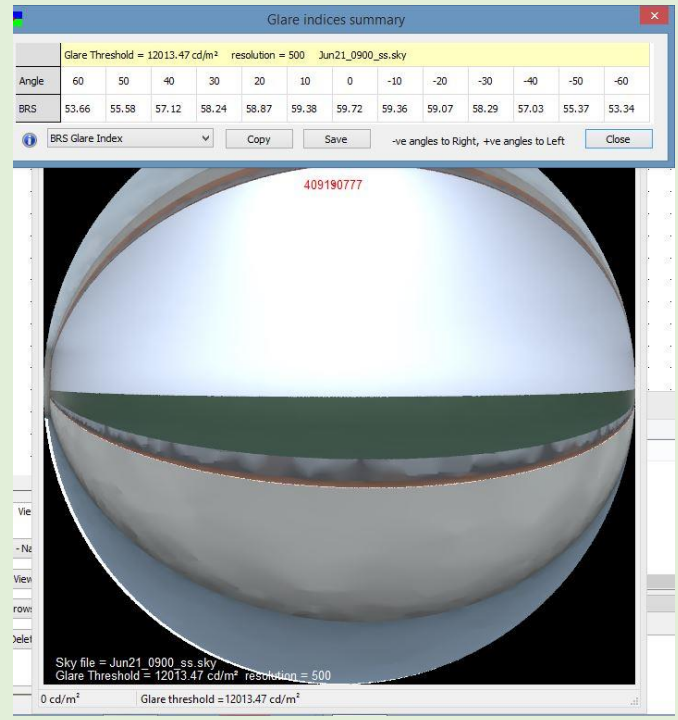 Glare indices summary
Glare Threshold = 12013.47 cd/m² resolution = 500 Jun21_0900_ss.sky
Angle 60 50 40 30 20 10 0 -10 -20 -30 -40 -50 -60
BRS 53.66 55.58 57.12 58.24 58.87 59.38 59.72 59.36 59.07 58.29 57.03 55.37 53.34
BRS Glare Index Copy Save -ve angles to Right, +ve angles to Left Close
409190777
Sky file = Jun21_0900_ss.sky
Glare Threshold = 12013.47 cd/m² resolution = 500
0 cd/m² Glare threshold =12013.47 cd/m²